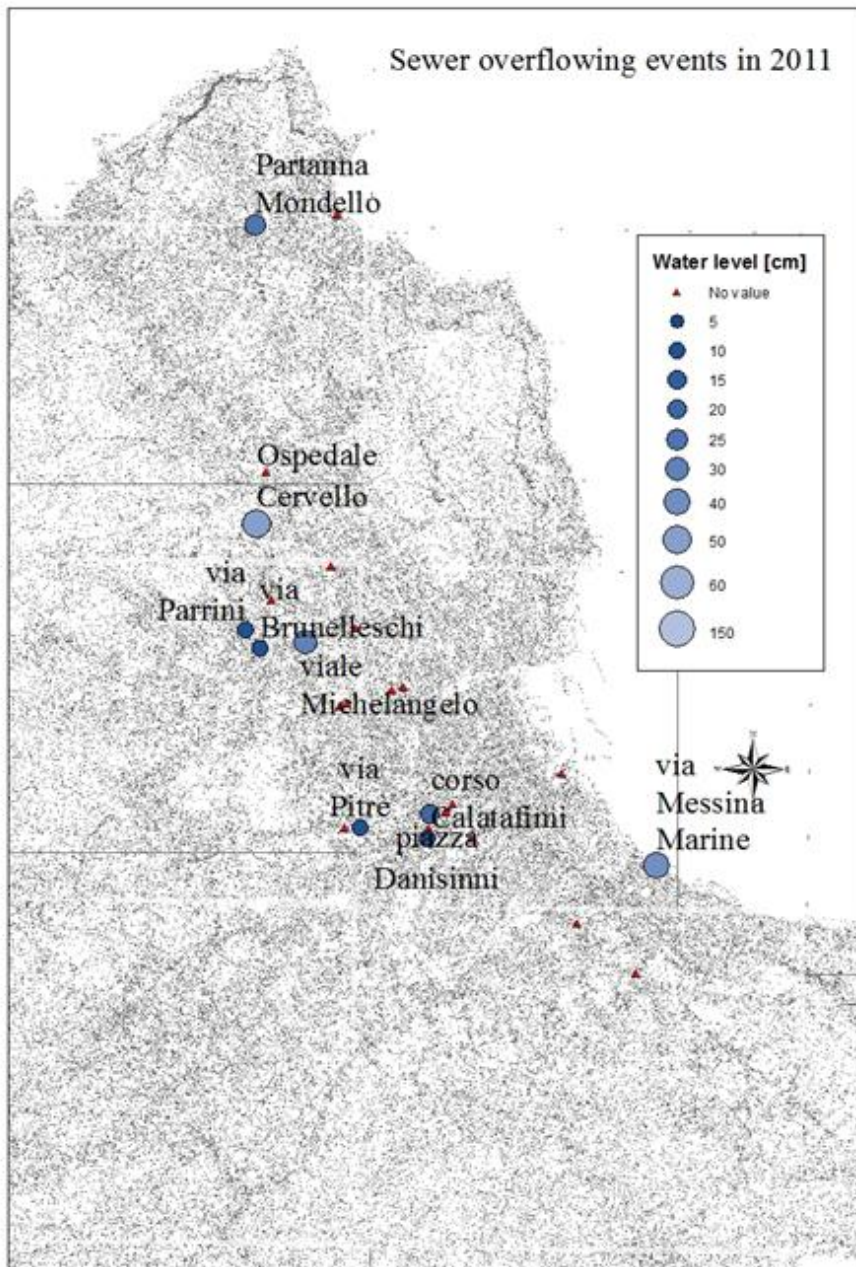 Sewer overflowing events in 2011
Partanna
Mondello
Water level [cm]
No value
5
10
15
20
25
30
40
50
60
150
Ospedale
Cervello
via
Parrini
via
Brunelleschi
viale
Michelangelo
via
Pitre
corso
Calatafimi
piazza
Danisinni
via
Messina
Marine